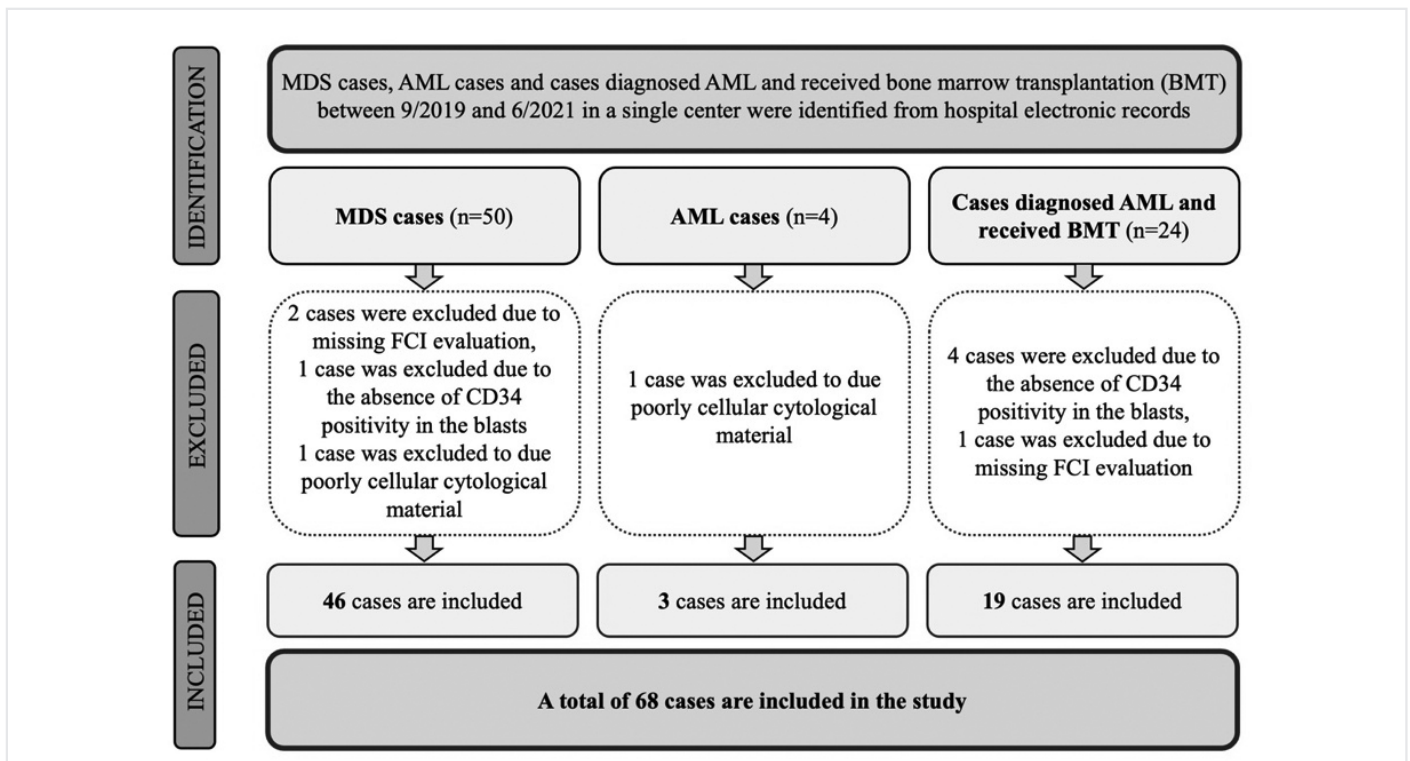 IDENTIFICATION
MDS cases, AML cases and cases diagnosed AML and received bone marrow transplantation (BMT)
between 9/2019 and 6/2021 in a single center were identified from hospital electronic records
MDS cases (n=50)
AML cases (n=4)
Cases diagnosed AML and
received BMT (n=24)
EXCLUDED
2 cases were excluded due to
missing FCI evaluation,
1 case was excluded due to
the absence of CD34
positivity in the blasts
1 case was excluded to due
poorly cellular cytological
material
1 case was excluded to due
poorly cellular cytological
material
4 cases were excluded due to
the absence of CD34
positivity in the blasts,
1 case was excluded due to
missing FCI evaluation
INCLUDED
46 cases are included
3 cases are included
19 cases are included
A total of 68 cases are included in the study